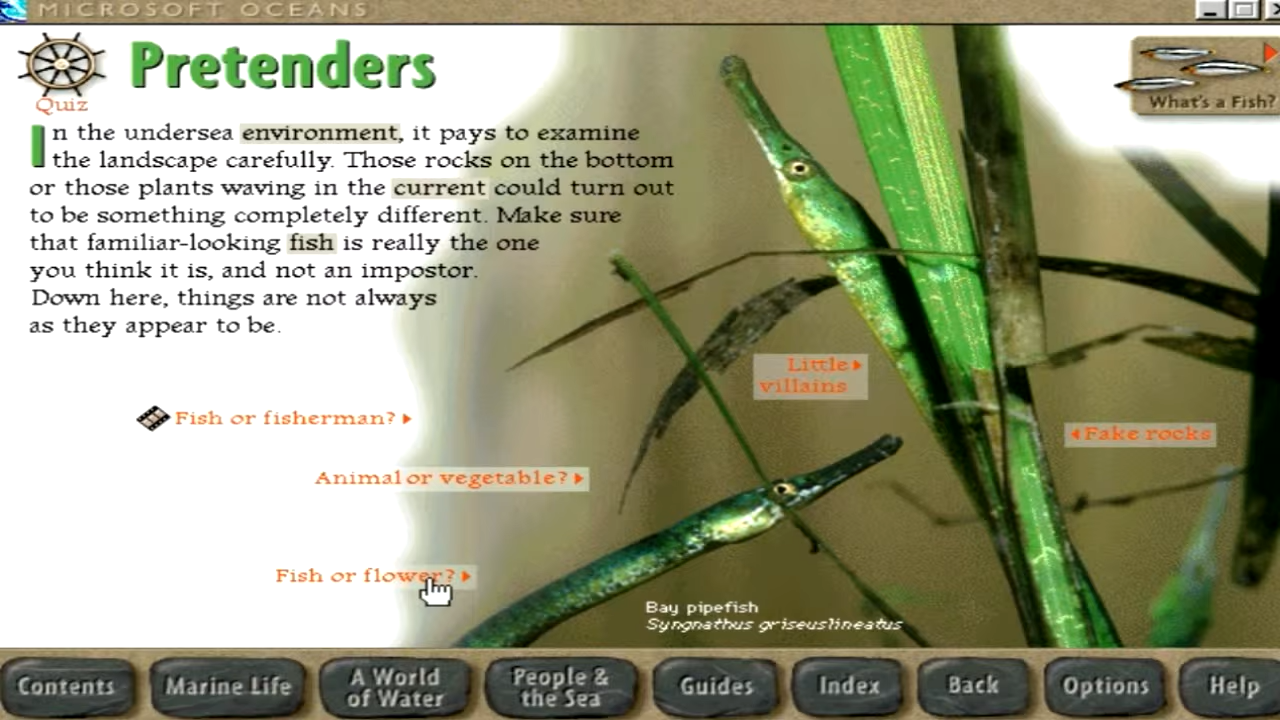 MICROSOFT OCEANS
Pretenders
Quiz
What's a Fish?
In the undersea environment, it pays to examine
the landscape carefully. Those rocks on the bottom
or those plants waving in the current could turn out
to be something completely different. Make sure
that familiar-looking fish is really the one
you think it is, and not an impostor.
Down here, things are not always
as they appear to be.
Little
villains
Fish or fisherman?
Fake rocks
Animal or vegetable?
Fish or flower?
Bay pipefish
Syngnathus griseuslineatus
Contents
Marine Life
A World
of Water
People &
the Sea
Guides
Index
Back
Options
Help